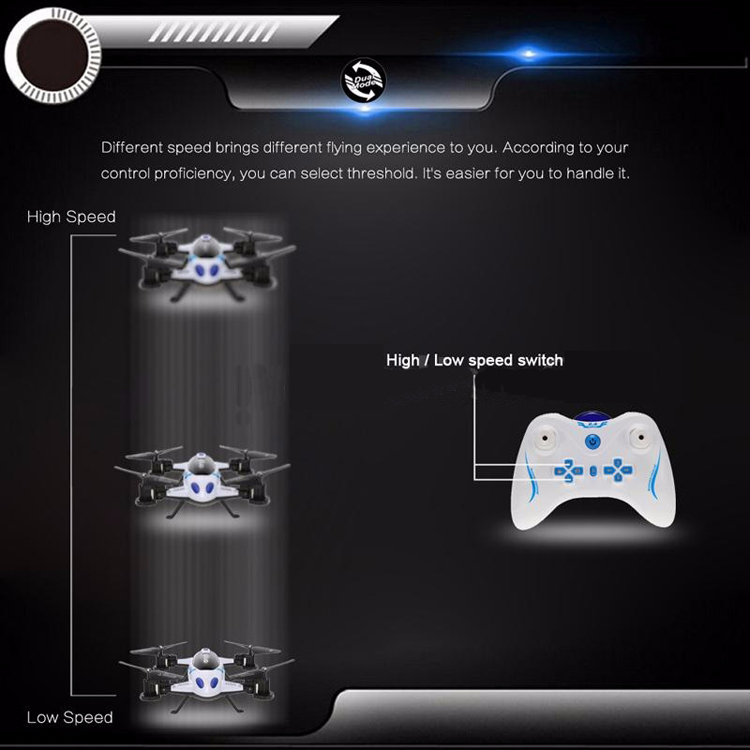 Dual
Mode
Different speed brings different flying experience to you. According to your
control proficiency, you can select threshold. It's easier for you to handle it.
High Speed
High / Low speed switch
Low Speed